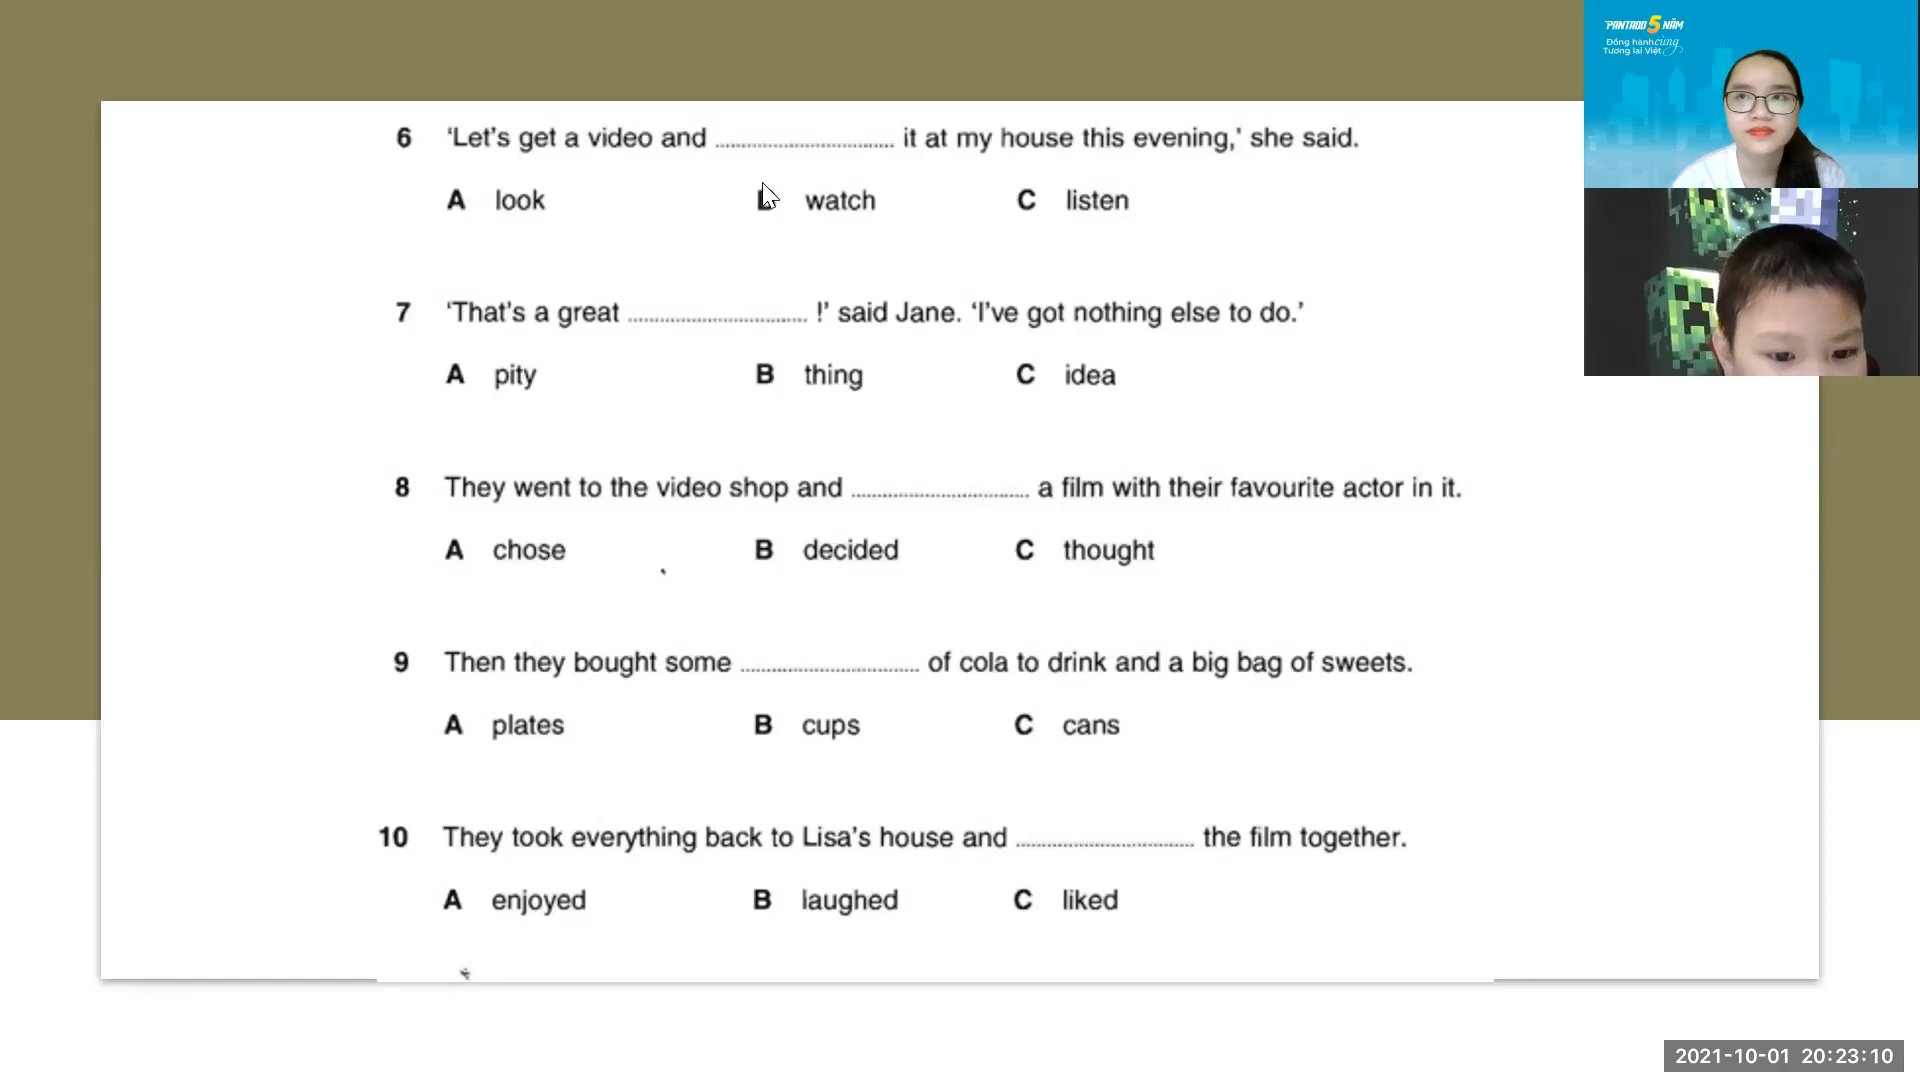 PANTADO 5 NĂM
Đồng hành cùng
Tương lai Việt
6 'Let's get a video and .................................. it at my house this evening,' she said.
A look watch C listen
7 'That's a great .................................. !' said Jane. 'I've got nothing else to do.'
A pity B thing C idea
8 They went to the video shop and .................................. a film with their favourite actor in it.
A chose B decided C thought
9 Then they bought some .................................. of cola to drink and a big bag of sweets.
A plates B cups C cans
10 They took everything back to Lisa's house and .................................. the film together.
A enjoyed B laughed C liked
2021-10-01 20:23:10